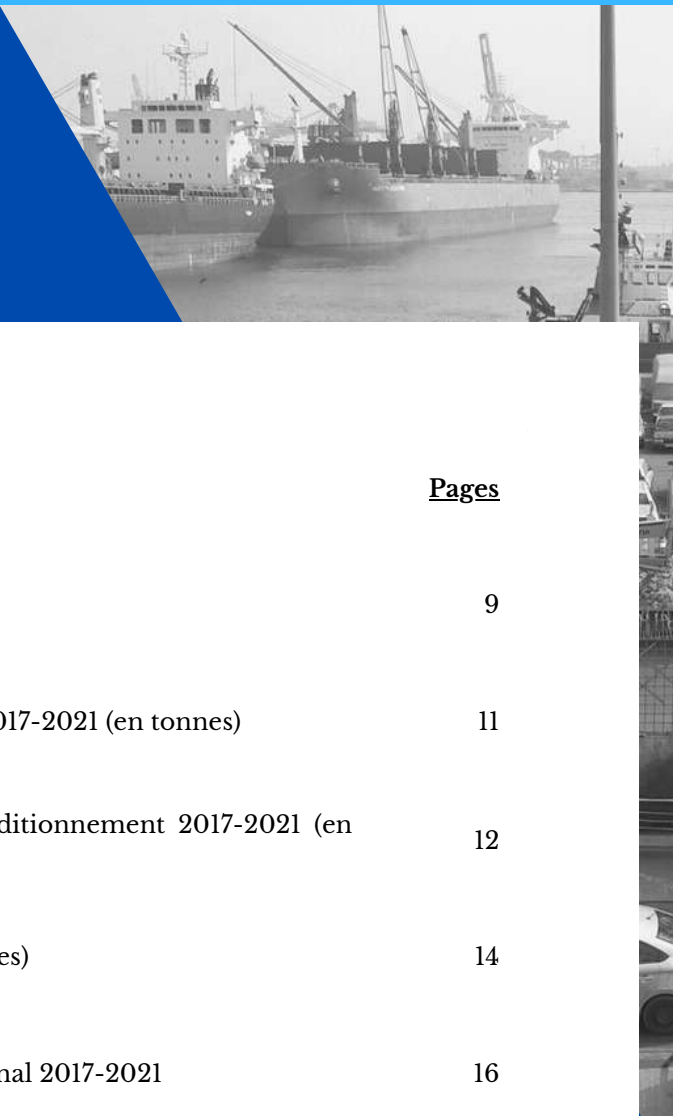 Pages
9
017-2021 (en tonnes) 11
ditionnement 2017-2021 (en
12
es) 14
nal 2017-2021 16